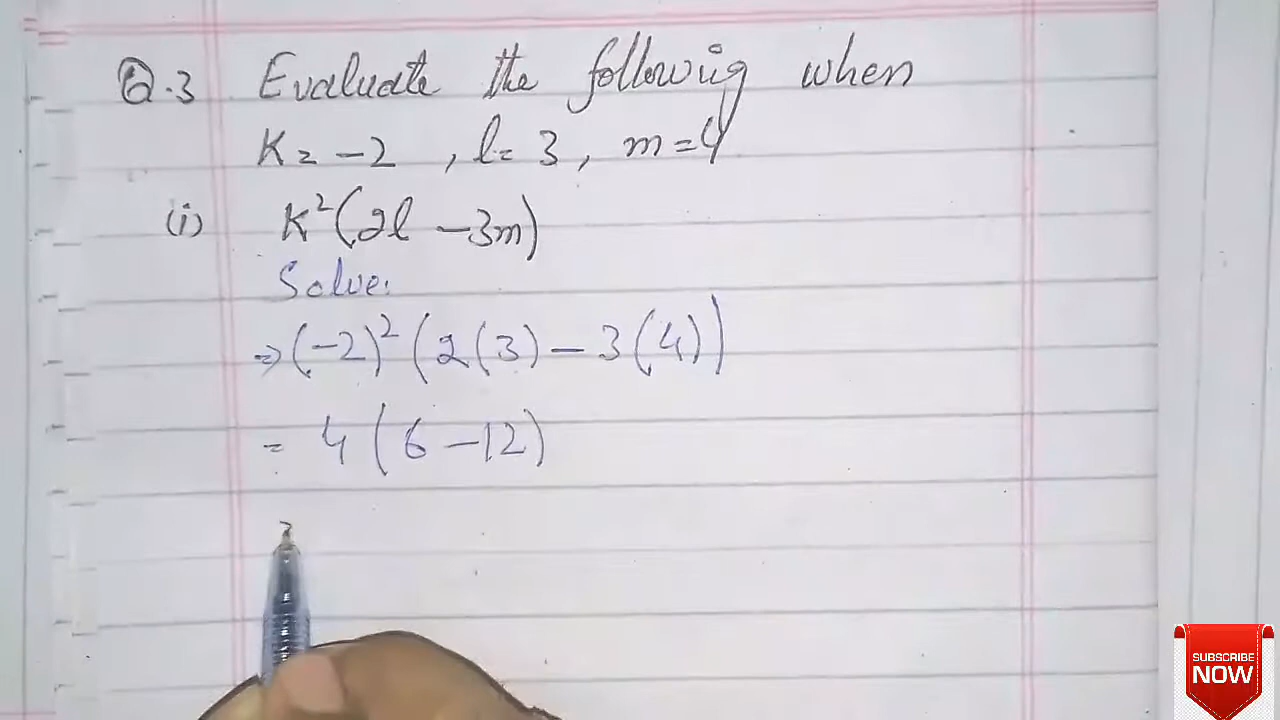 Q.3 Evaluate the following when
K= -2 , l= 3 , m=4
(i) K²(2l -3m)
Solve:
⇒ (-2)² (2(3) - 3(4))
= 4 (6 -12)
SUBSCRIBE
NOW